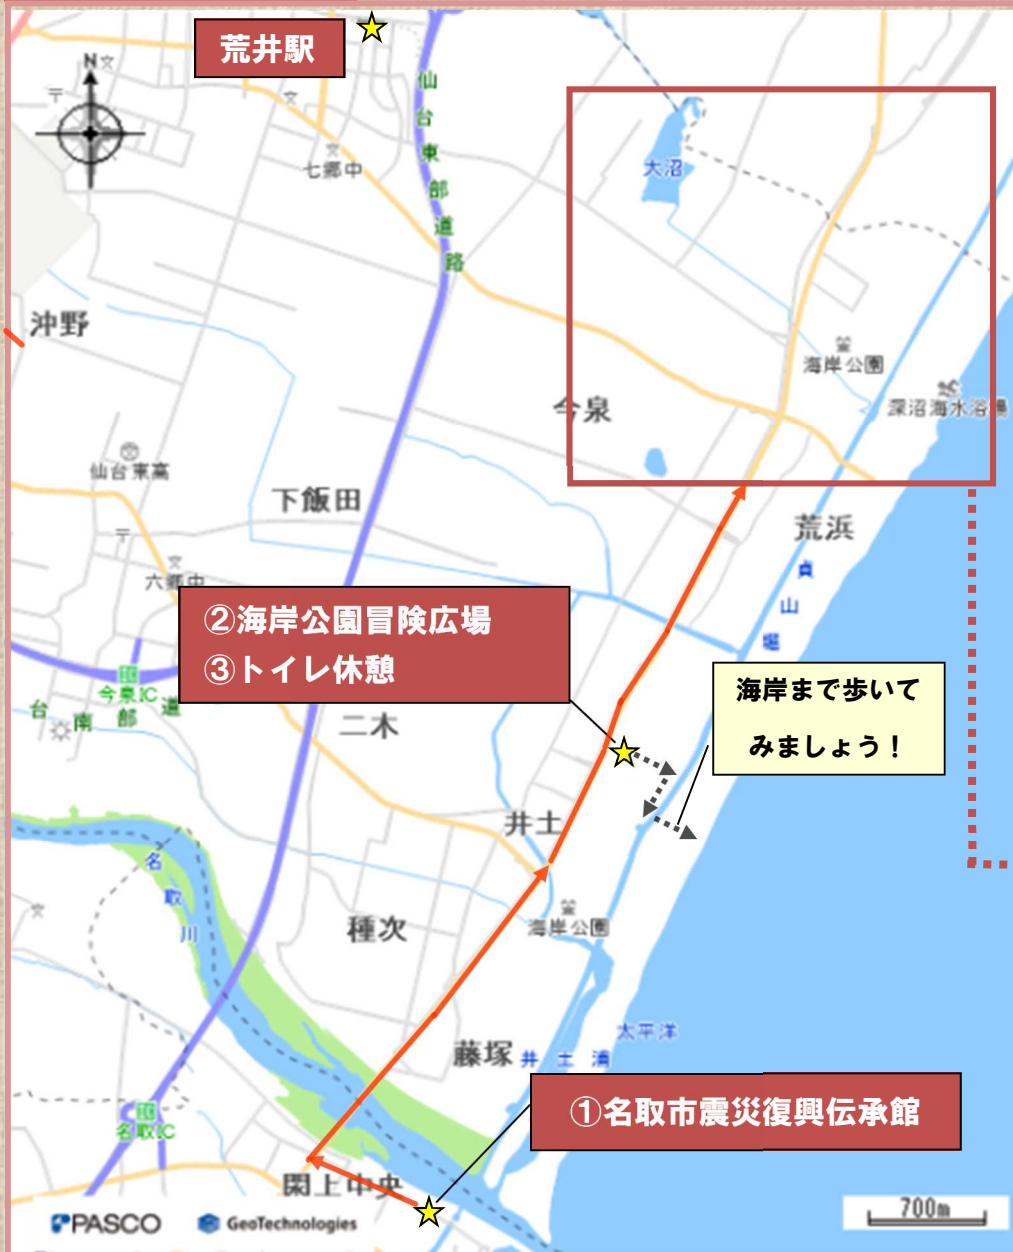 荒井駅
N
仙台東部道路
七郷中
大沼
沖野
海岸公園
深沼海水浴場
今泉
仙台東高
下飯田
荒浜
六郷中
貞山堀
②海岸公園冒険広場
③トイレ休憩
海岸まで歩いて
みましょう！
今泉IC
台南部道
二木
井土
名取川
種次
海岸公園
太平洋
藤塚
井土浦
①名取市震災復興伝承館
名取IC
閖上中央
PASCO
GeoTechnologies
700m